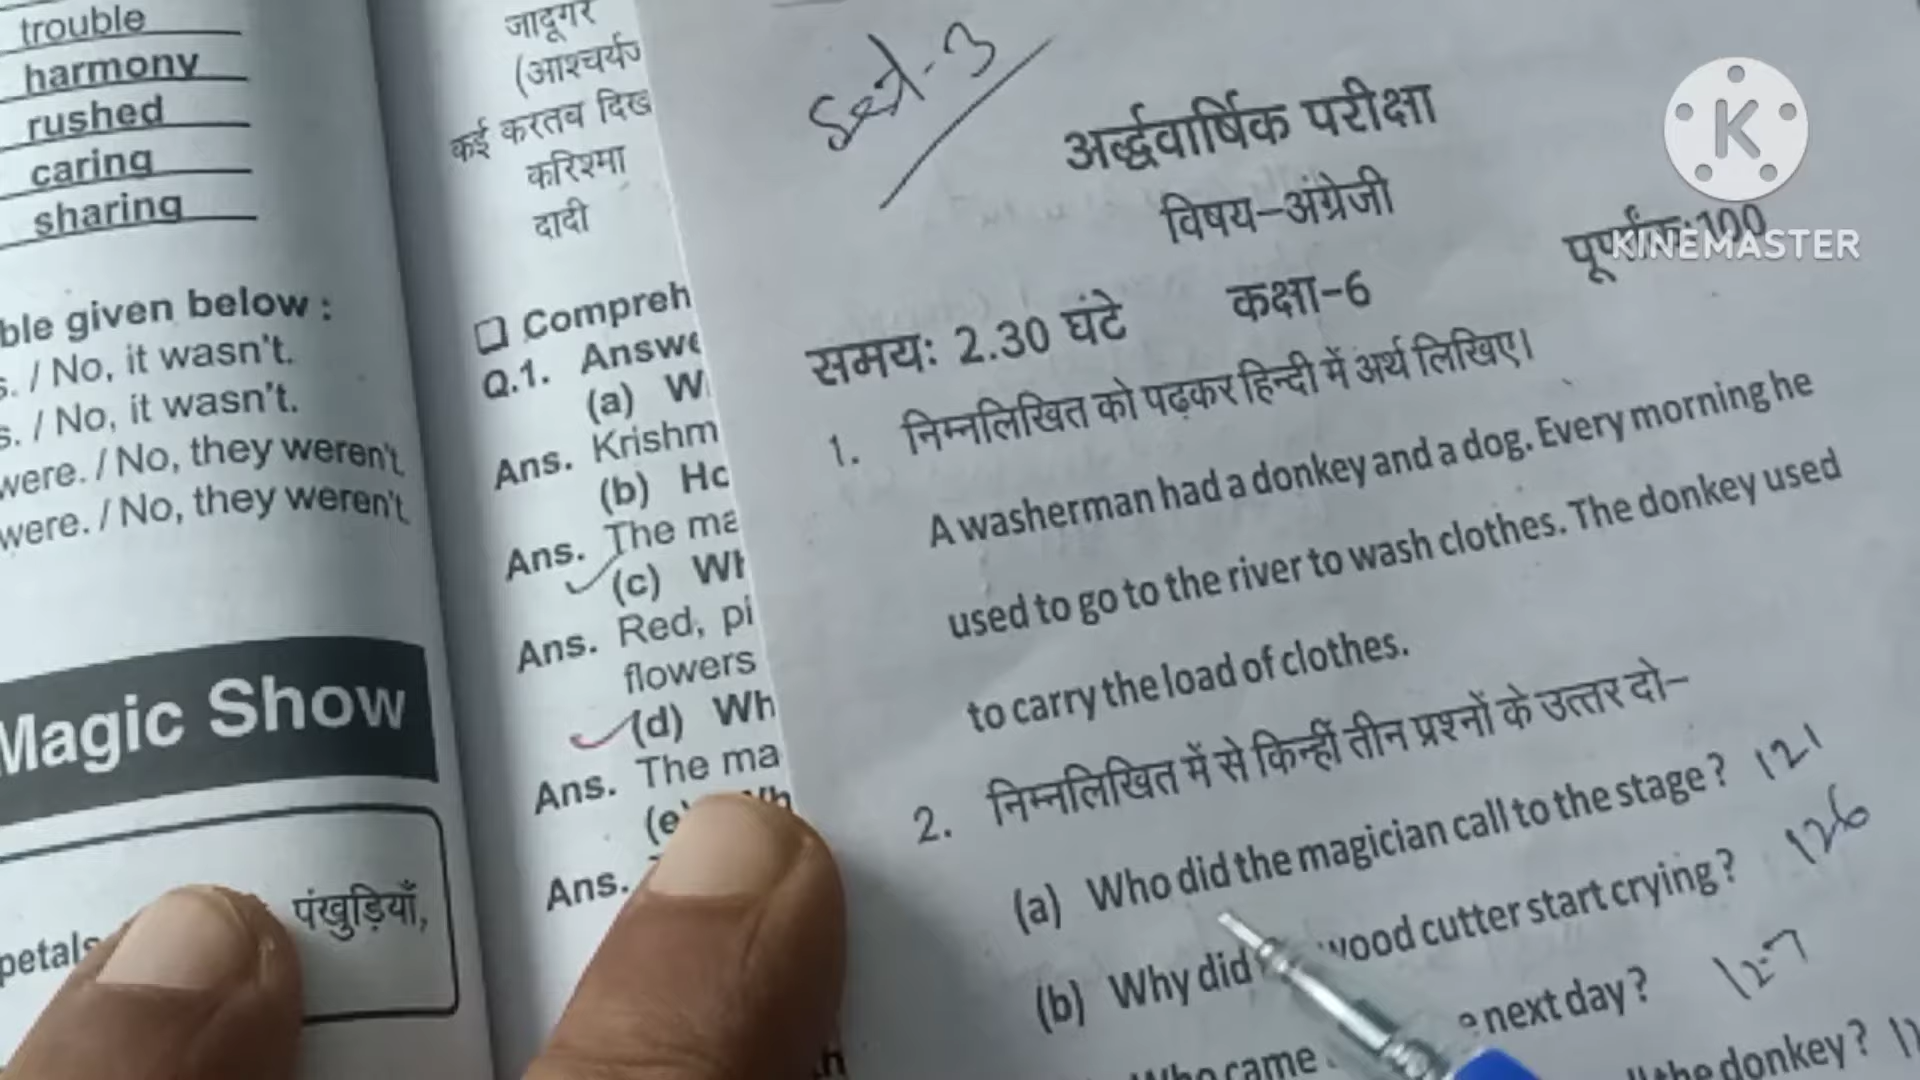 trouble
harmony
rushed
caring
sharing
ble given below :
s. / No, it wasn't.
s. / No, it wasn't.
were. / No, they weren't.
were. / No, they weren't.
Magic Show
petals
पंखुड़ियाँ,
जादूगर
(आश्चर्यज
कई करतब दिख
करिश्मा
दादी
Compreh
Q.1. Answe
(a) W
Ans. Krishm
(b) Ho
Ans. The ma
(c) Wh
Ans. Red, pi
flowers
(d) Wh
Ans. The ma
(e) Wh
Ans.
अर्द्धवार्षिक परीक्षा
विषय–अंग्रेजी
समयः 2.30 घंटे कक्षा–6 पूर्णांक:100
1. निम्नलिखित को पढ़कर हिन्दी में अर्थ लिखिए।
A washerman had a donkey and a dog. Every morning he
used to go to the river to wash clothes. The donkey used
to carry the load of clothes.
2. निम्नलिखित में से किन्हीं तीन प्रश्नों के उत्तर दो–
(a) Who did the magician call to the stage ? 121
(b) Why did wood cutter start crying ? 126
Who came next day ? 127
the donkey ?
K
KINEMASTER